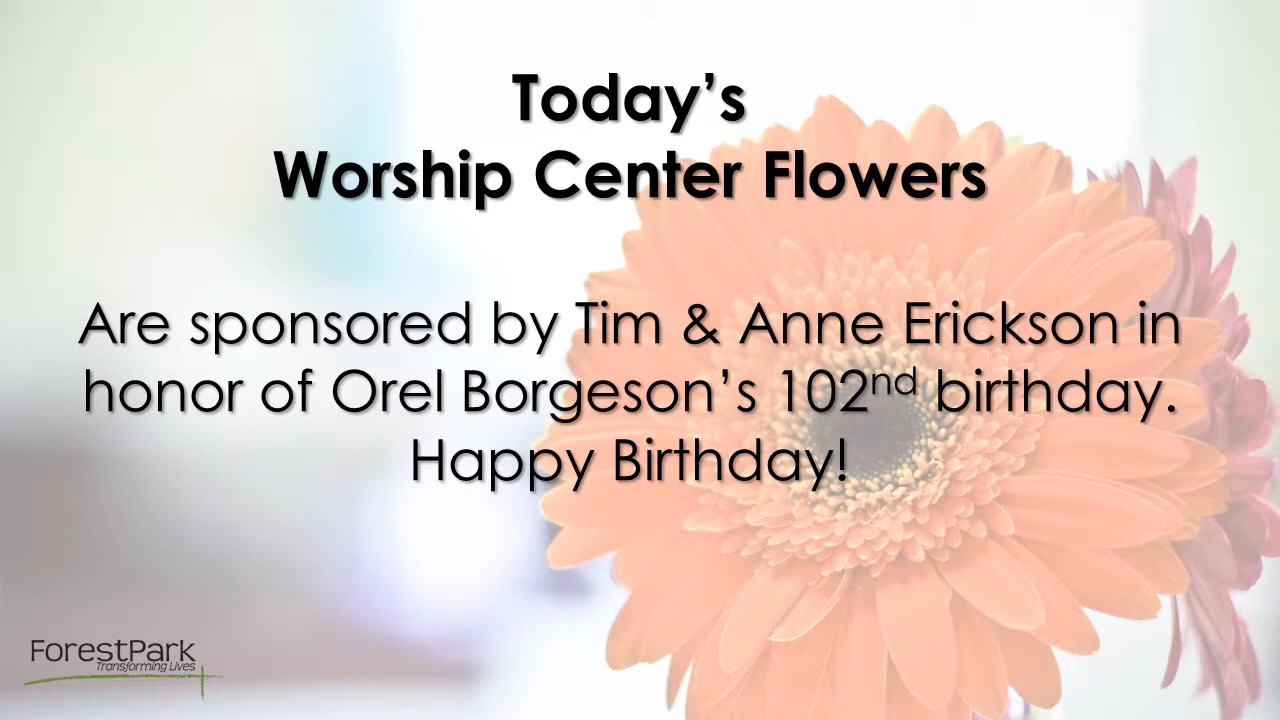 Today’s
Worship Center Flowers
Are sponsored by Tim & Anne Erickson in
honor of Orel Borgeson’s 102nd birthday.
Happy Birthday!
ForestPark
Transforming Lives